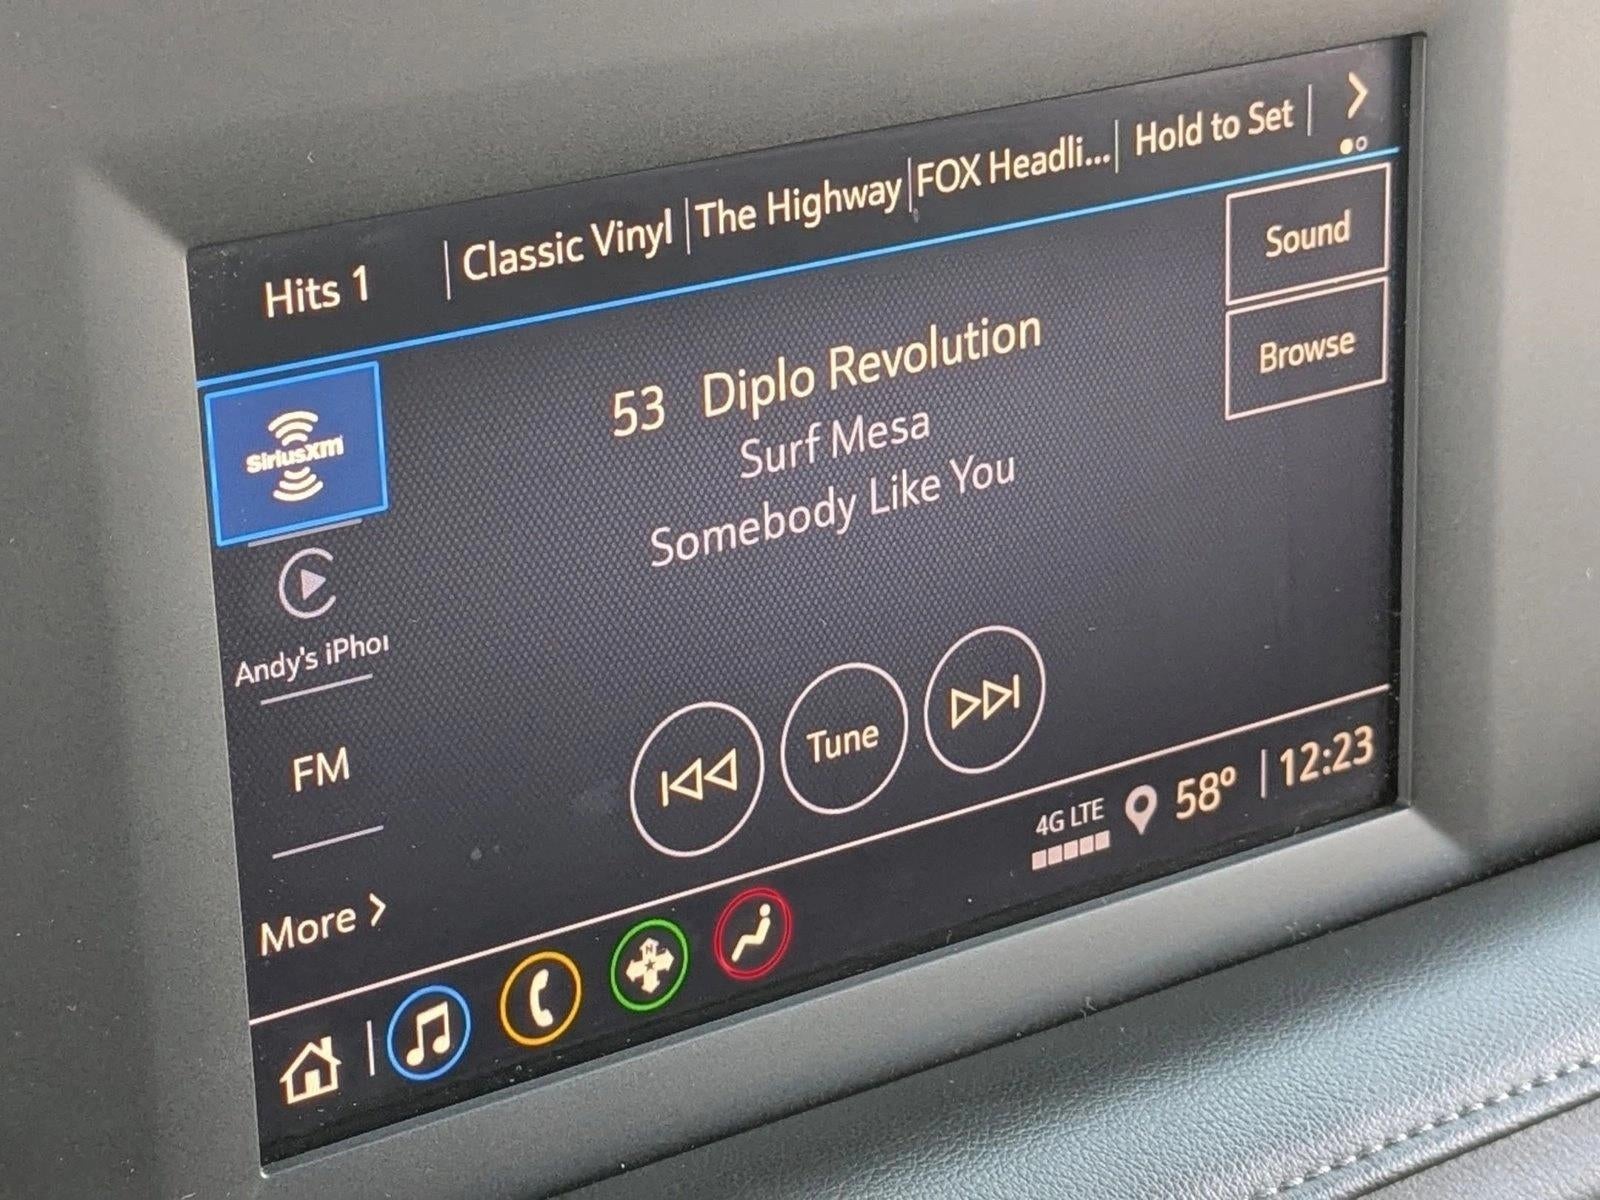 Hits 1
Classic Vinyl
The Highway
FOX Headli...
Hold to Set
Sound
Browse
siriusxm
53 Diplo Revolution
Surf Mesa
Somebody Like You
Andy's iPho
FM
Tune
More
4G LTE
58°
12:23
N